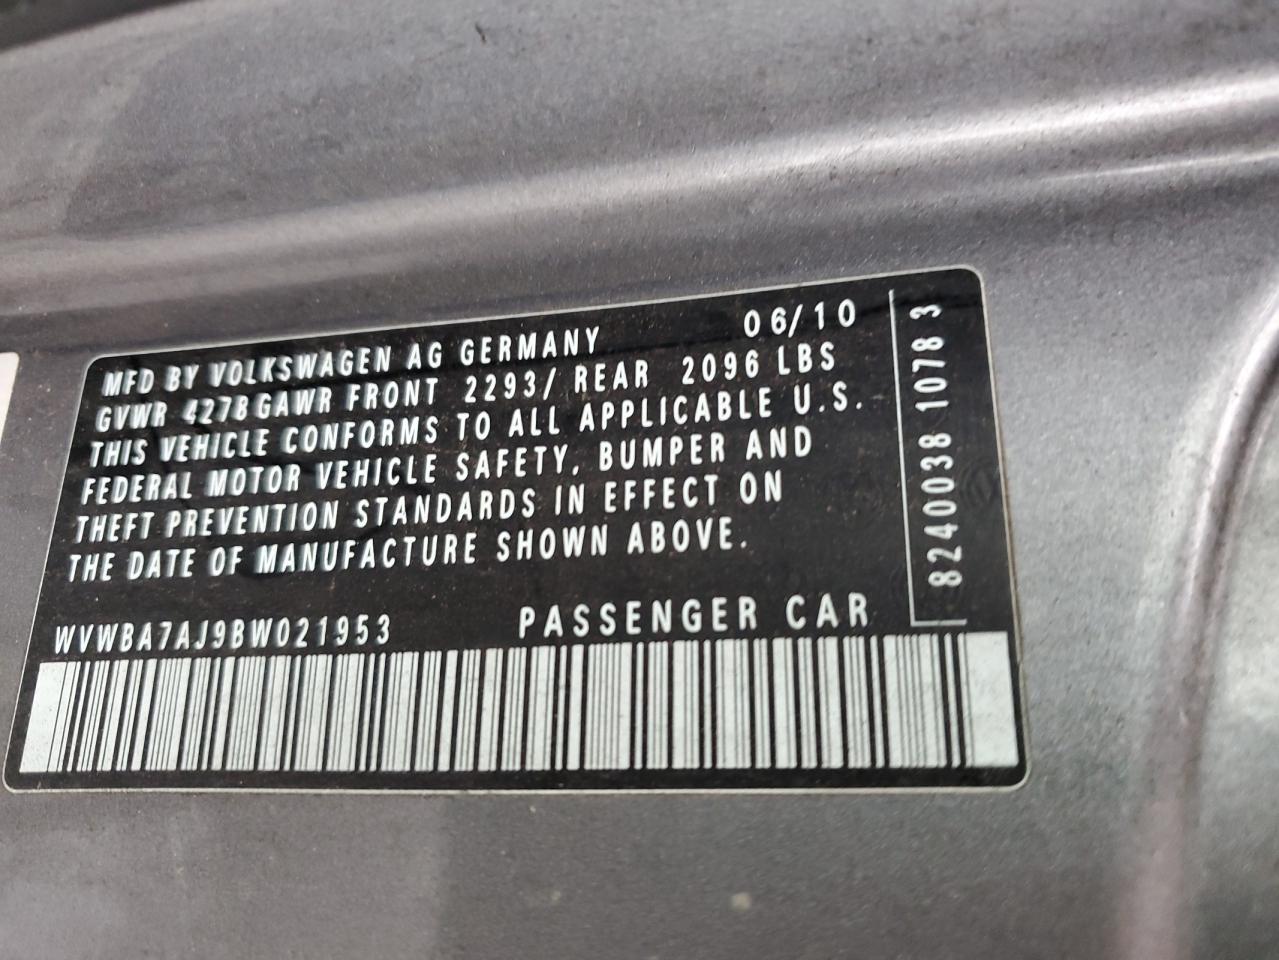 MFD BY VOLKSWAGEN AG GERMANY 06/10
GVWR 4278 GAWR FRONT 2293/ REAR 2096 LBS
THIS VEHICLE CONFORMS TO ALL APPLICABLE U.S.
FEDERAL MOTOR VEHICLE SAFETY, BUMPER AND
THEFT PREVENTION STANDARDS IN EFFECT ON
THE DATE OF MANUFACTURE SHOWN ABOVE.
WVWBA7AJ9BW021953 PASSENGER CAR
8240038 1078 3